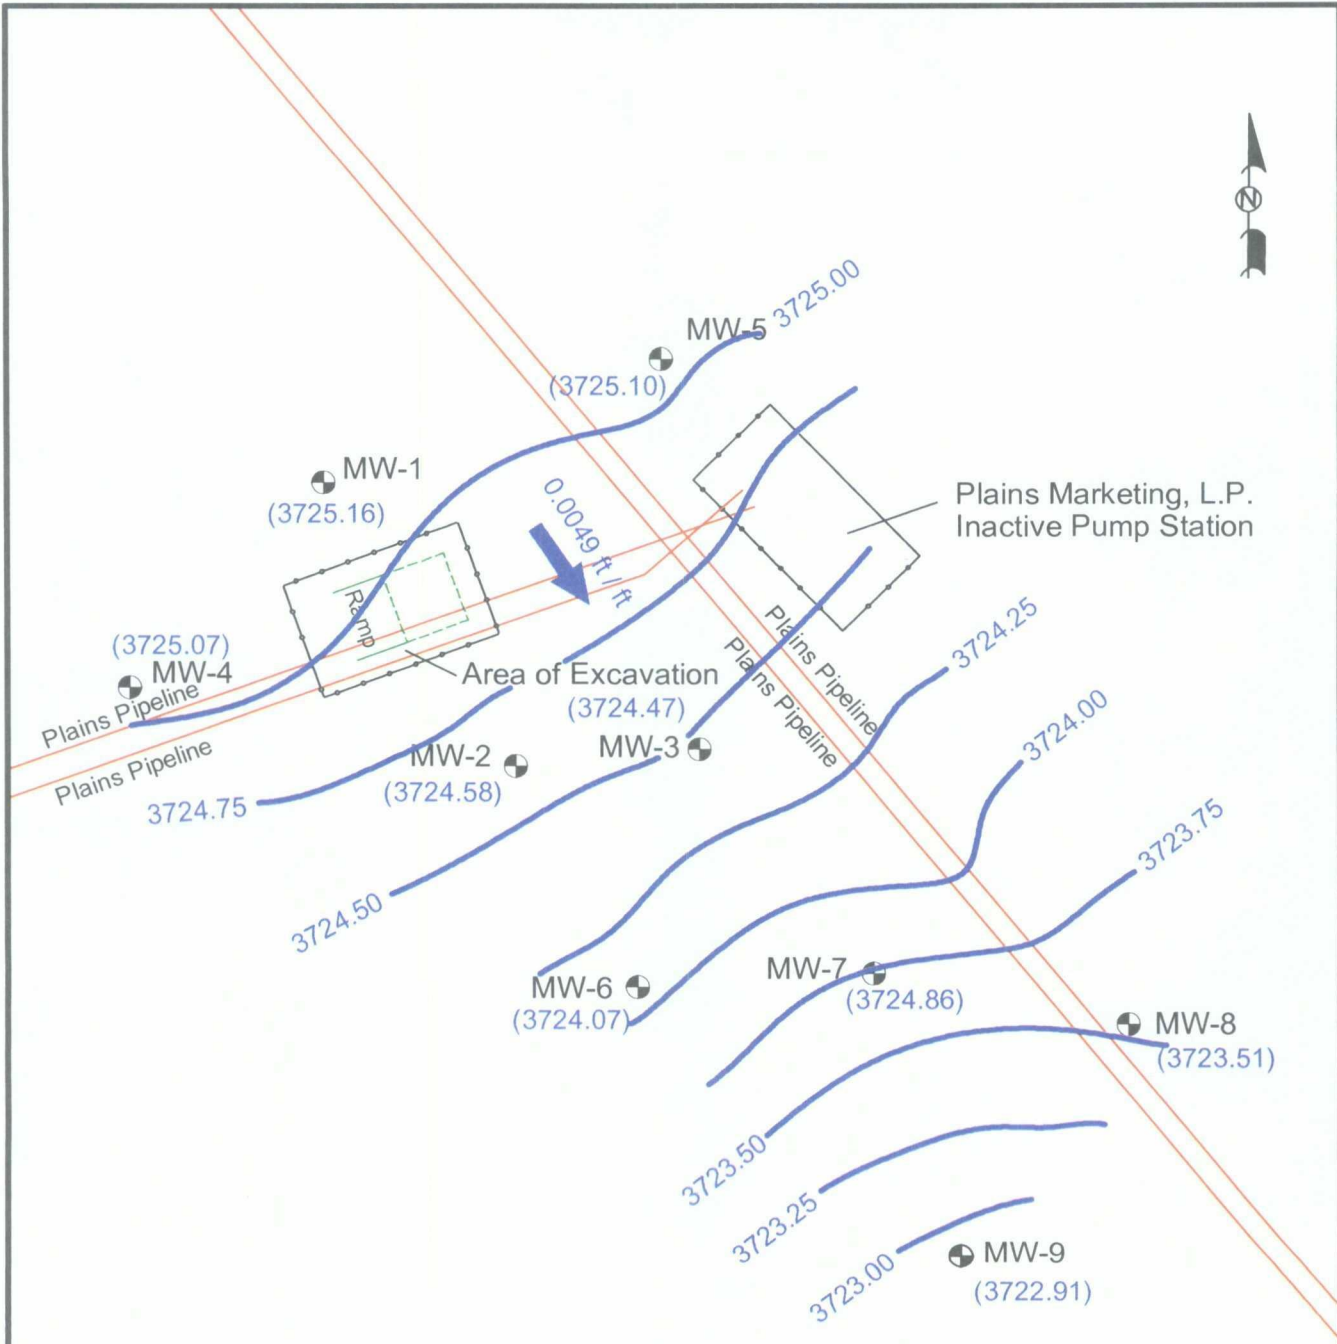 N
3725.00
MW-5
(3725.10)
MW-1
(3725.16)
0.0049 ft / ft
Plains Marketing, L.P.
Inactive Pump Station
Ramp
(3725.07)
MW-4
Plains Pipeline
Plains Pipeline
Area of Excavation
Plains Pipeline
Plains Pipeline
3724.25
(3724.47)
MW-3
MW-2
(3724.58)
3724.75
3724.00
3724.50
3723.75
MW-6
(3724.07)
MW-7
(3724.86)
MW-8
(3723.51)
3723.50
3723.25
3723.00
MW-9
(3722.91)